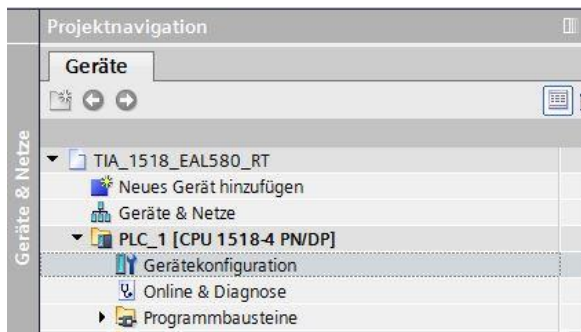 Projektnavigation
Geräte
Geräte & Netze
TIA_1518_EAL580_RT
Neues Gerät hinzufügen
Geräte & Netze
PLC_1 [CPU 1518-4 PN/DP]
Gerätekonfiguration
Online & Diagnose
Programmbausteine